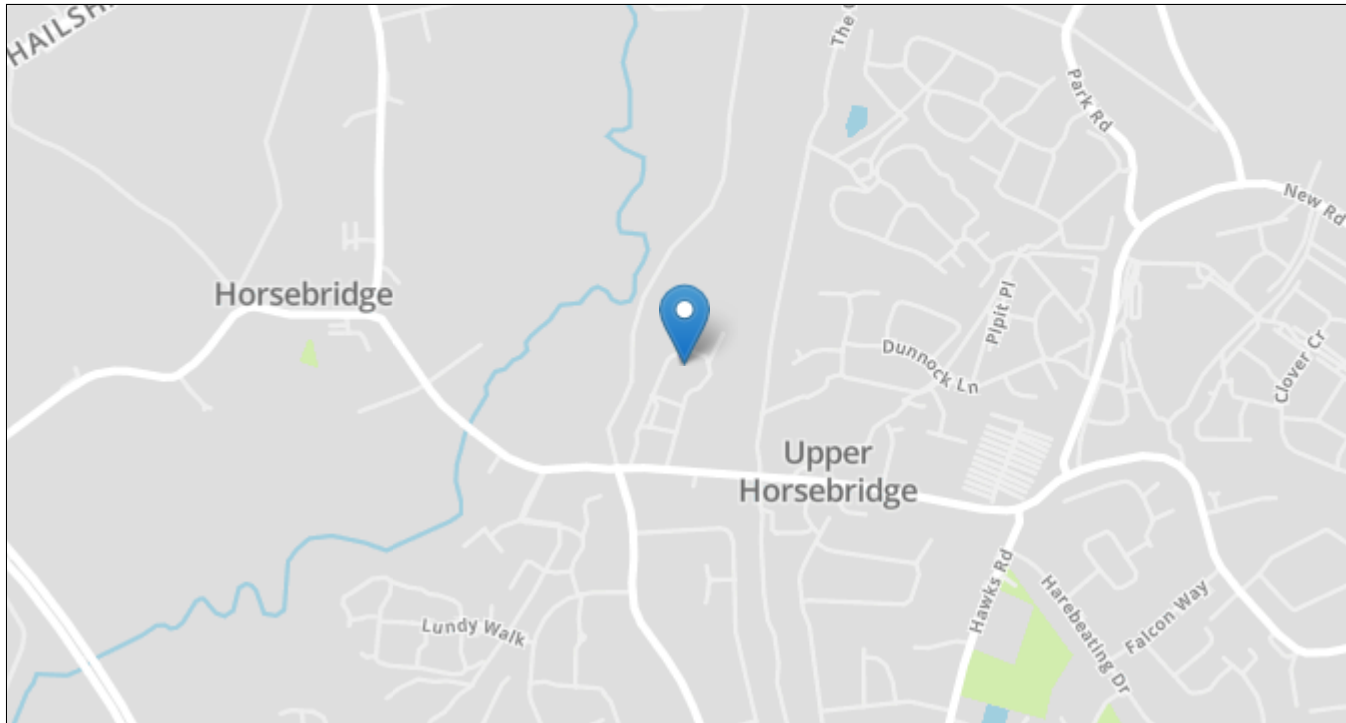 HAILSH
The
Park Rd
New Rd
Horsebridge
Pipit Pl
Dunnock Ln
Clover Cr
Upper
Horsebridge
Hawks Rd
Harebeating Dr
Falcon Way
Lundy Walk